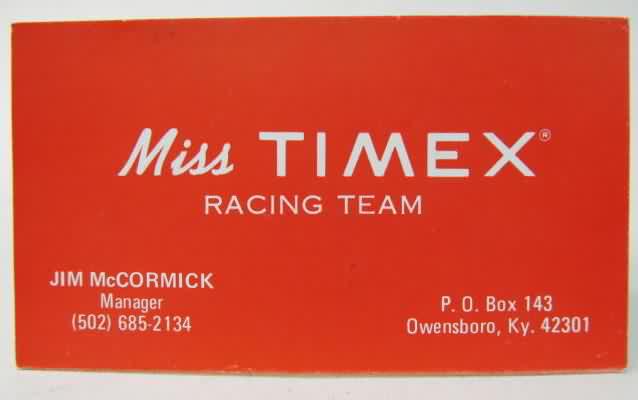 Miss TIMEX®
RACING TEAM
JIM McCORMICK
Manager
(502) 685-2134
P. O. Box 143
Owensboro, Ky. 42301